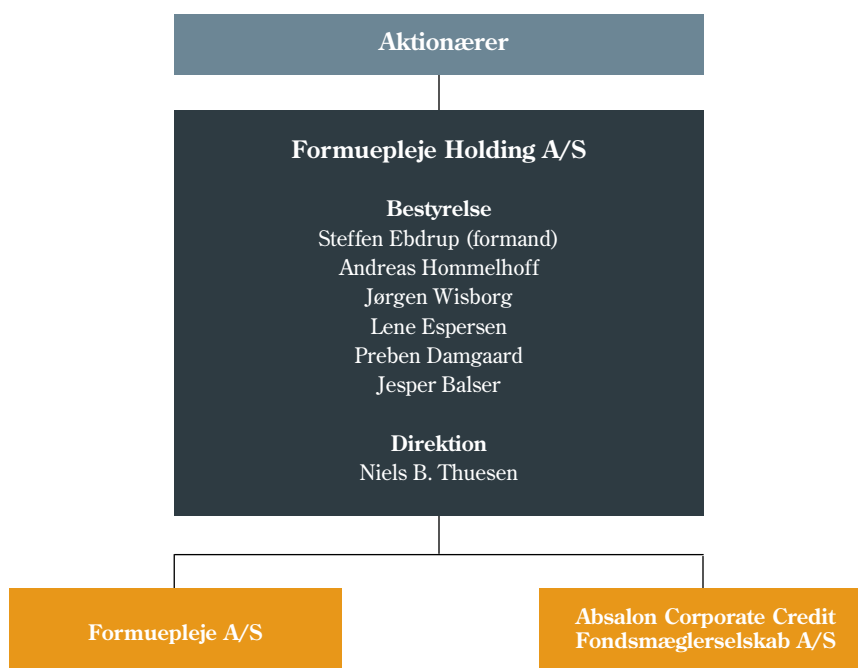 Aktionærer
Formuepleje Holding A/S
Bestyrelse
Steffen Ebdrup (formand)
Andreas Hommelhoff
Jørgen Wisborg
Lene Espersen
Preben Damgaard
Jesper Balser
Direktion
Niels B. Thuesen
Formuepleje A/S
Absalon Corporate Credit
Fondsmæglerselskab A/S